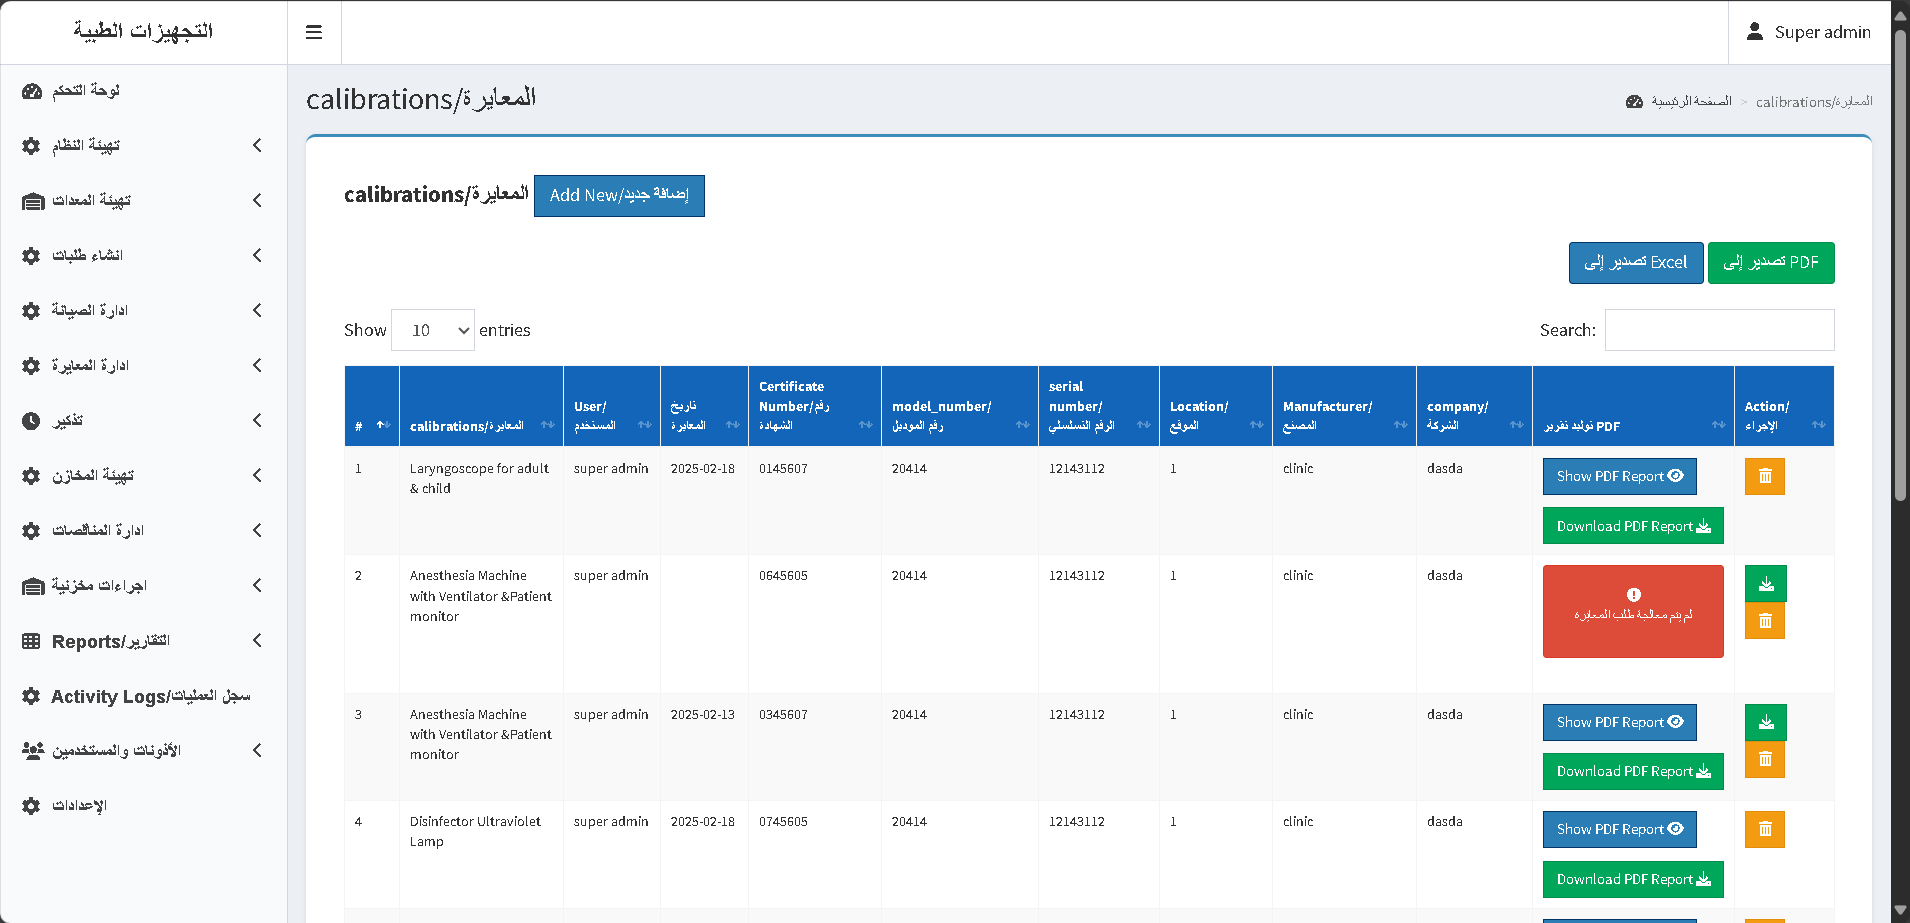 التجهيزات الطبية
Super admin
لوحة التحكم
تهيئة النظام
تهيئة المعدات
انشاء طلبات
ادارة الصيانة
ادارة المعايرة
تذكير
تهيئة المخازن
ادارة المناقصات
اجراءات مخزنية
Reports/التقارير
Activity Logs/سجل العمليات
الأذونات والمستخدمين
الإعدادات
calibrations/المعايرة
الصفحة الرئيسية > calibrations/المعايرة
calibrations/المعايرة Add New/إضافة جديد
تصدير إلى Excel تصدير إلى PDF
Show 10 entries Search:
# calibrations/المعايرة User/المستخدم تاريخ المعايرة Certificate Number/رقم الشهادة model_number/رقم الموديل serial number/الرقم التسلسلي Location/الموقع Manufacturer/المصنع company/الشركة توليد تقرير PDF Action/الإجراء
1 Laryngoscope for adult & child super admin 2025-02-18 0145607 20414 12143112 1 clinic dasda Show PDF Report
Download PDF Report
2 Anesthesia Machine with Ventilator &Patient monitor super admin 0645605 20414 12143112 1 clinic dasda لم يتم معالجة طلب المعايرة
3 Anesthesia Machine with Ventilator &Patient monitor super admin 2025-02-13 0345607 20414 12143112 1 clinic dasda Show PDF Report
Download PDF Report
4 Disinfector Ultraviolet Lamp super admin 2025-02-18 0745605 20414 12143112 1 clinic dasda Show PDF Report
Download PDF Report